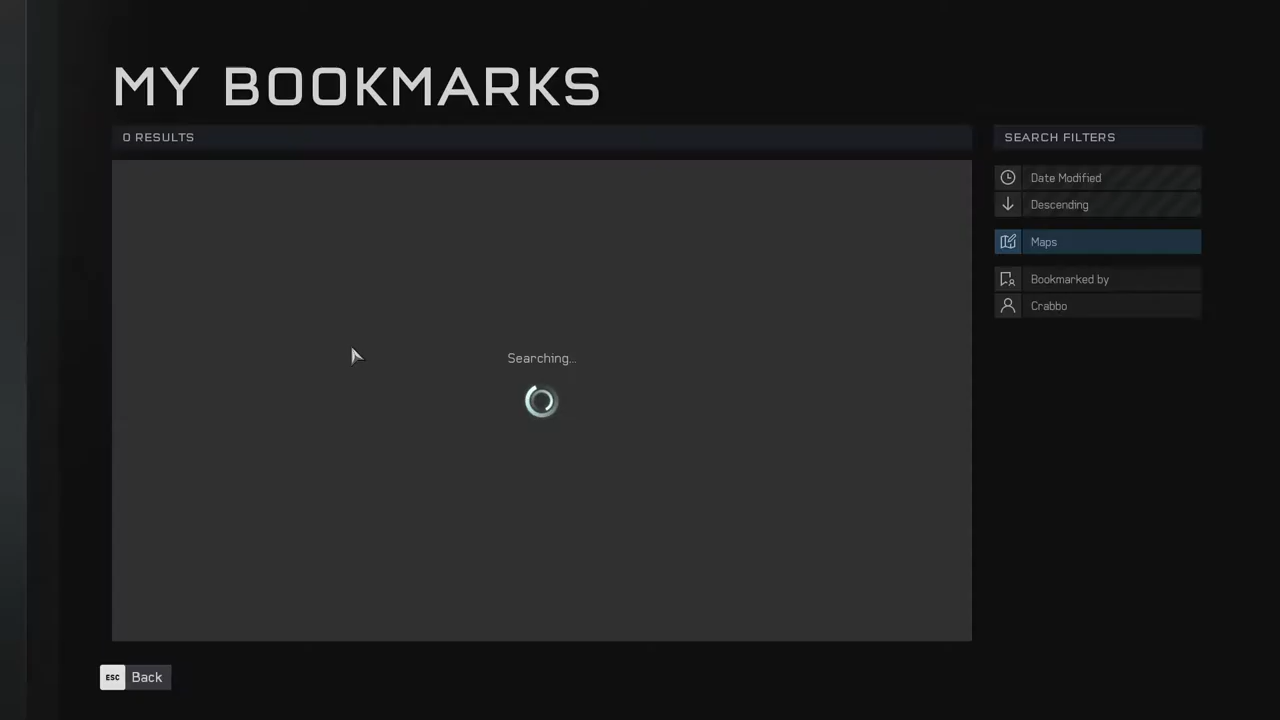 MY BOOKMARKS
0 RESULTS
SEARCH FILTERS
Date Modified
Descending
Maps
Bookmarked by
Crabbo
Searching...
ESC Back